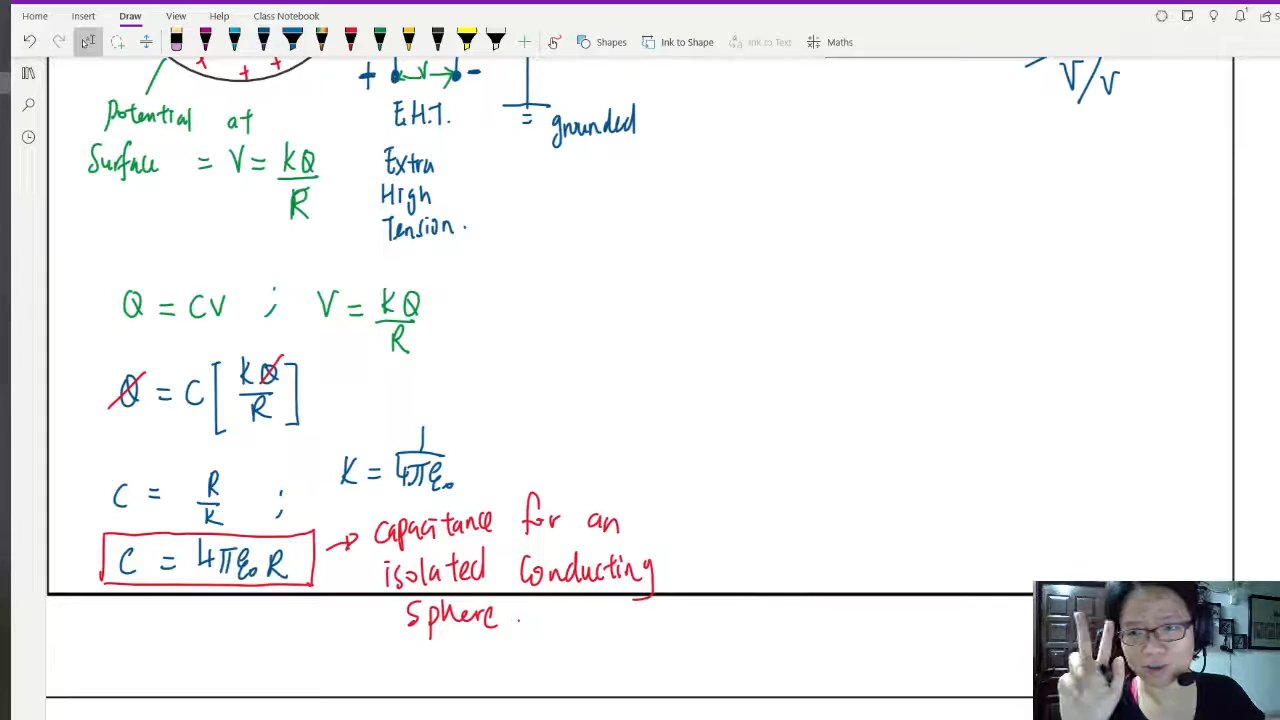 Home Insert Draw View Help Class Notebook
Shapes Ink to Shape Ink to Text Maths
+ + +
+ V -
V/V
Potential at
Surface = V = kQ/R
E.H.T.
Extra
High
Tension.
= grounded
Q = CV ; V = kQ/R
Q = C[kQ/R]
C = R/K ; K = 1/4πε₀
C = 4πε₀R → capacitance for an
isolated conducting
sphere.